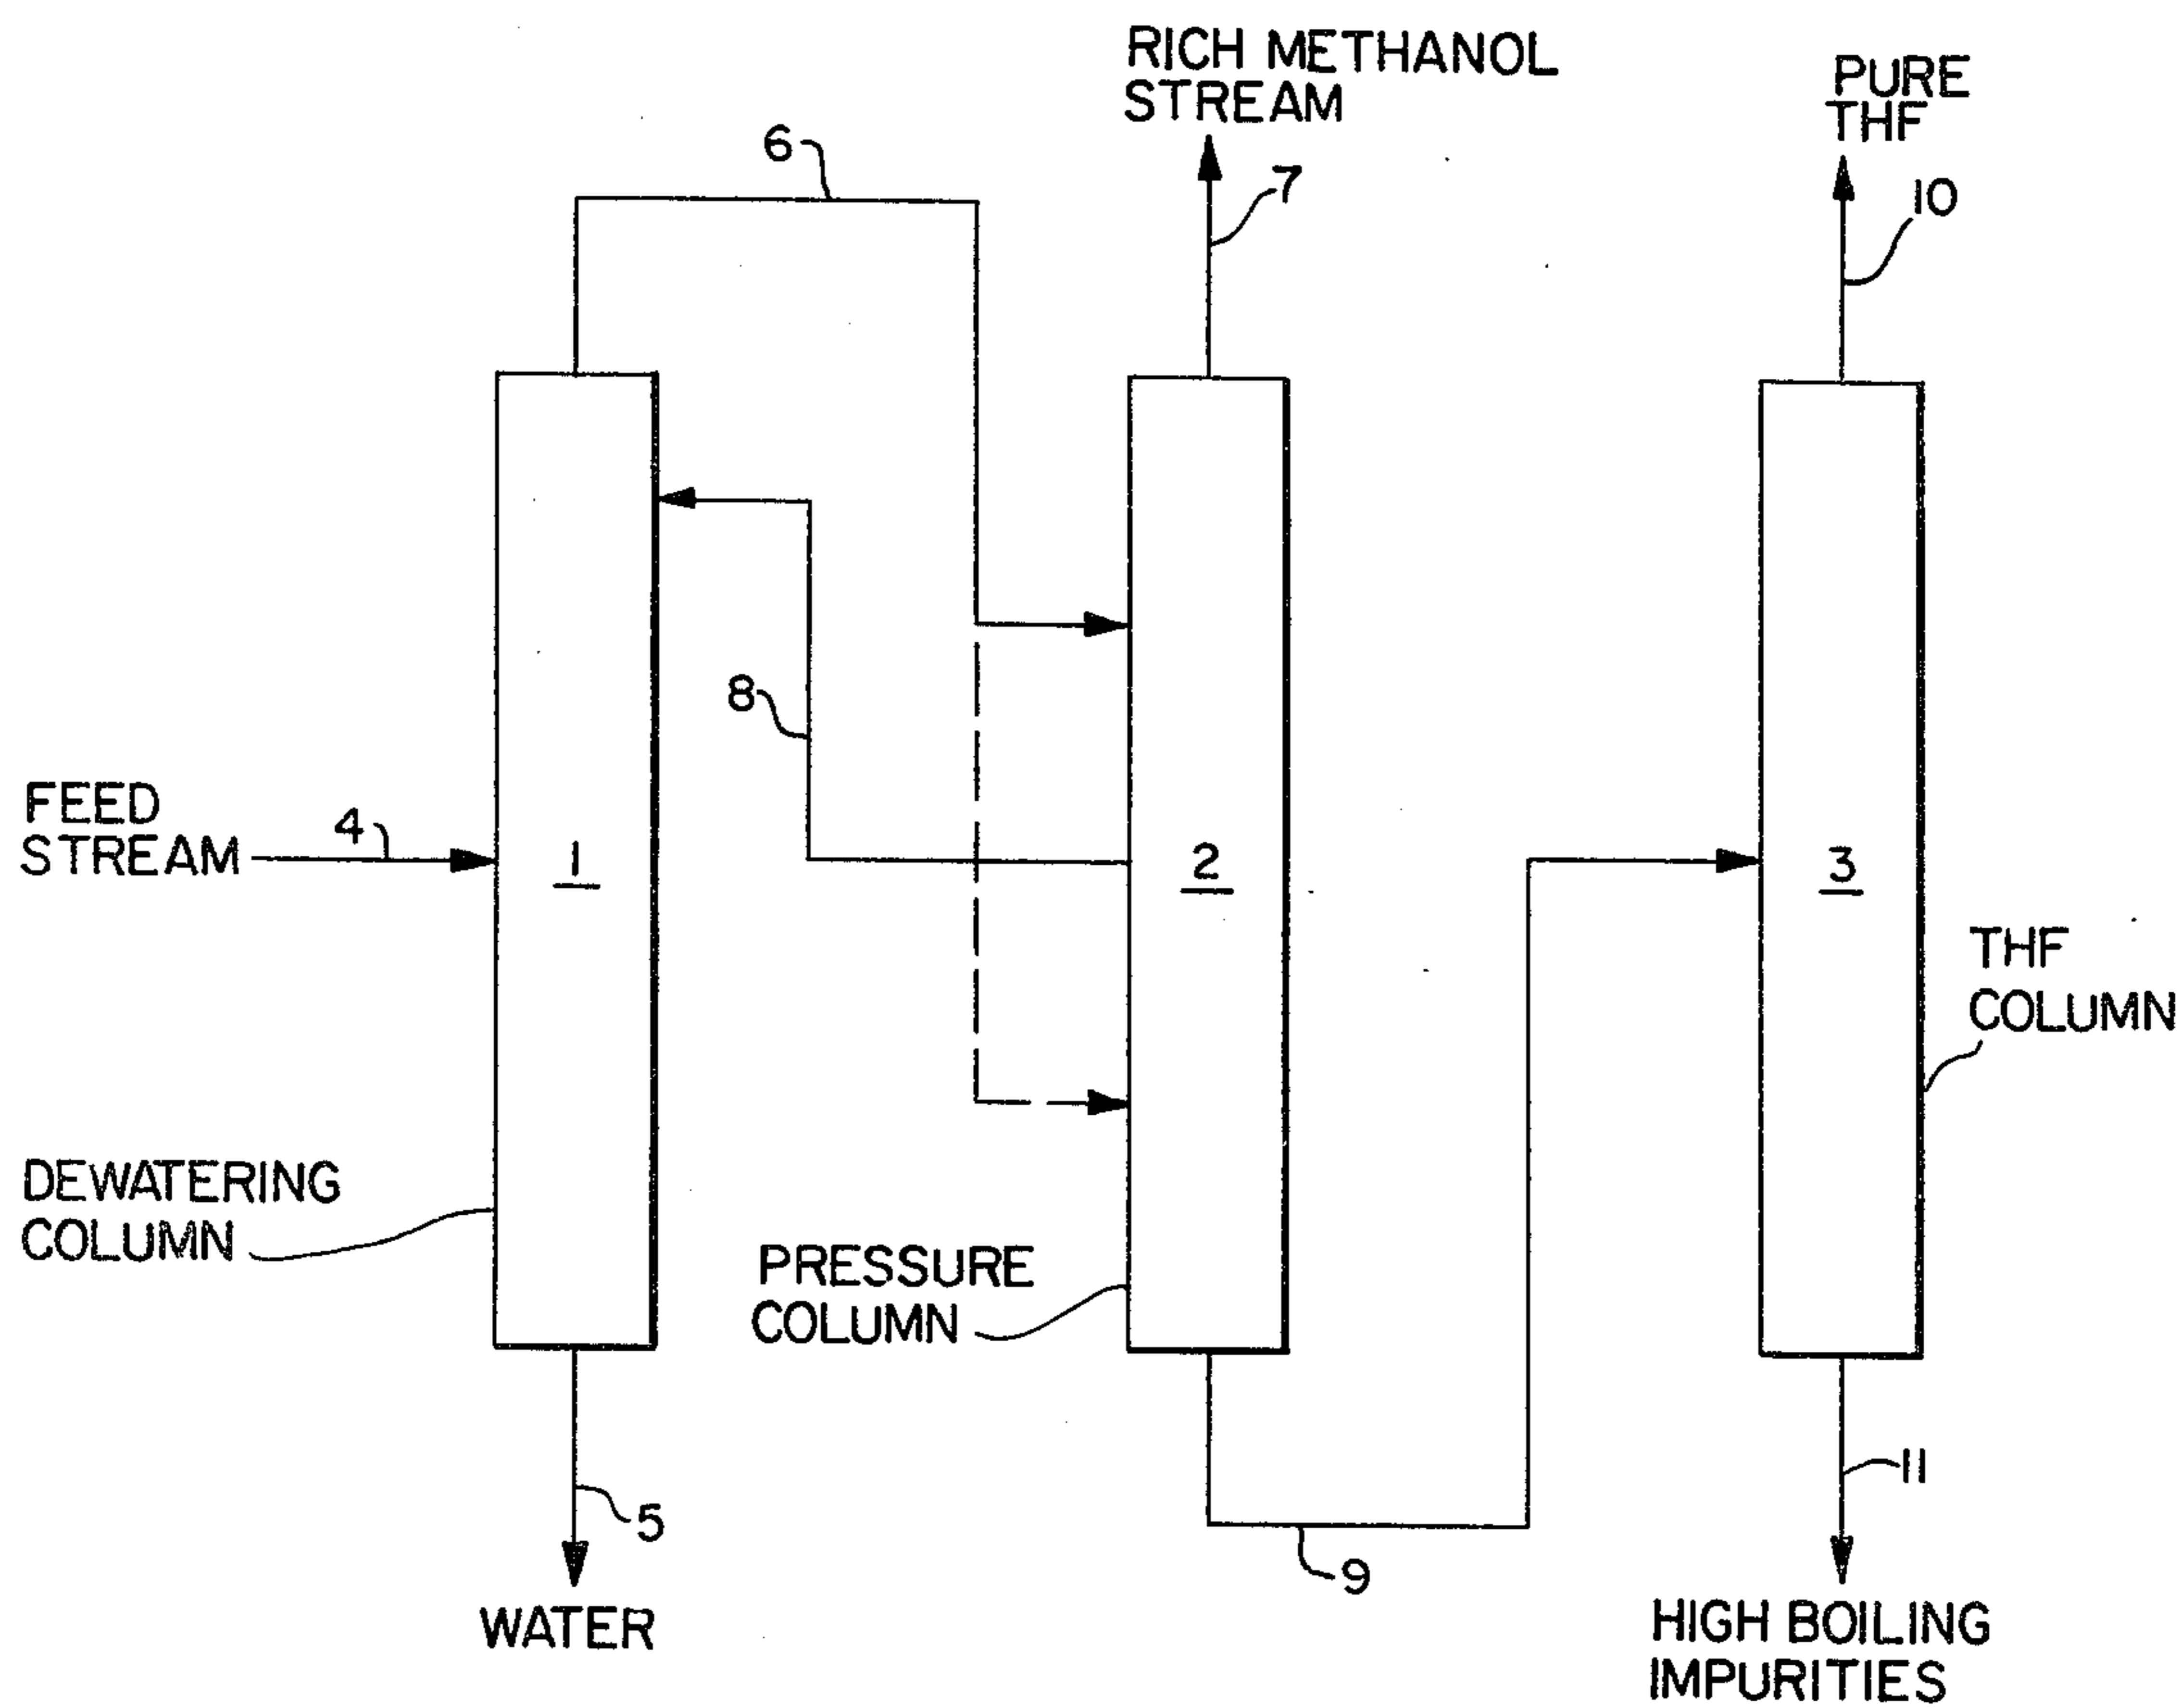 RICH METHANOL
STREAM
PURE
THF
6
7
10
8
FEED
STREAM
4
1
2
3
THF
COLUMN
DEWATERING
COLUMN
PRESSURE
COLUMN
5
9
11
WATER
HIGH BOILING
IMPURITIES